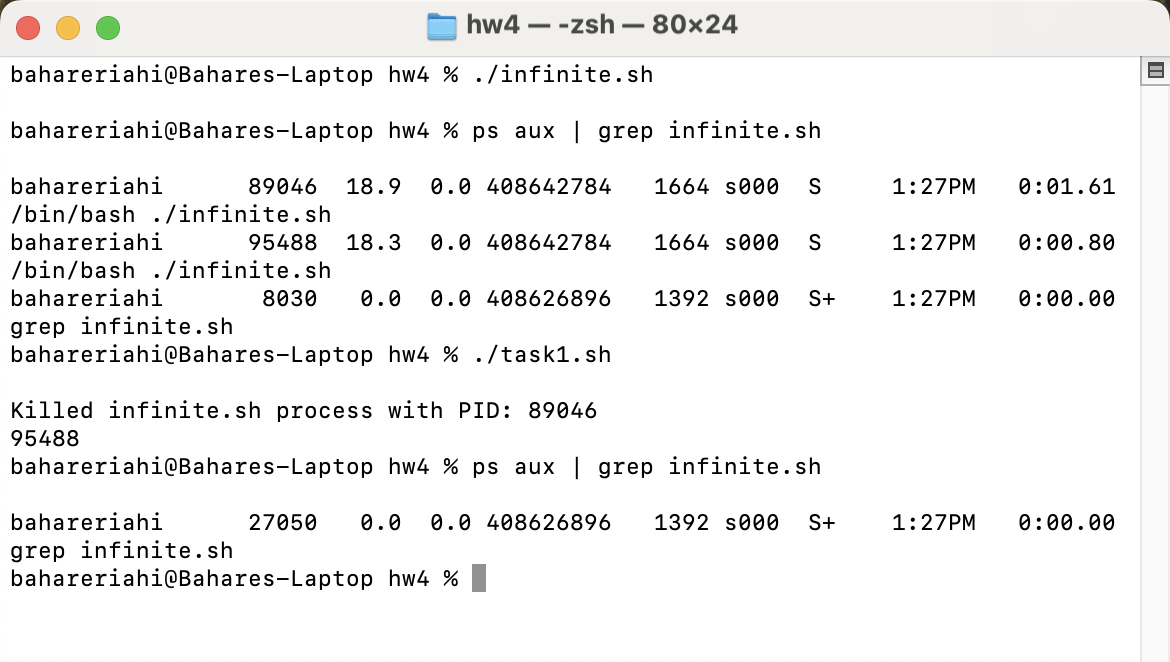 hw4 — -zsh — 80×24
bahareriahi@Bahares-Laptop hw4 % ./infinite.sh
bahareriahi@Bahares-Laptop hw4 % ps aux | grep infinite.sh
bahareriahi      89046  18.9  0.0 408642784   1664 s000  S     1:27PM   0:01.61
/bin/bash ./infinite.sh
bahareriahi      95488  18.3  0.0 408642784   1664 s000  S     1:27PM   0:00.80
/bin/bash ./infinite.sh
bahareriahi       8030   0.0  0.0 408626896   1392 s000  S+    1:27PM   0:00.00
grep infinite.sh
bahareriahi@Bahares-Laptop hw4 % ./task1.sh
Killed infinite.sh process with PID: 89046
95488
bahareriahi@Bahares-Laptop hw4 % ps aux | grep infinite.sh
bahareriahi      27050   0.0  0.0 408626896   1392 s000  S+    1:27PM   0:00.00
grep infinite.sh
bahareriahi@Bahares-Laptop hw4 %